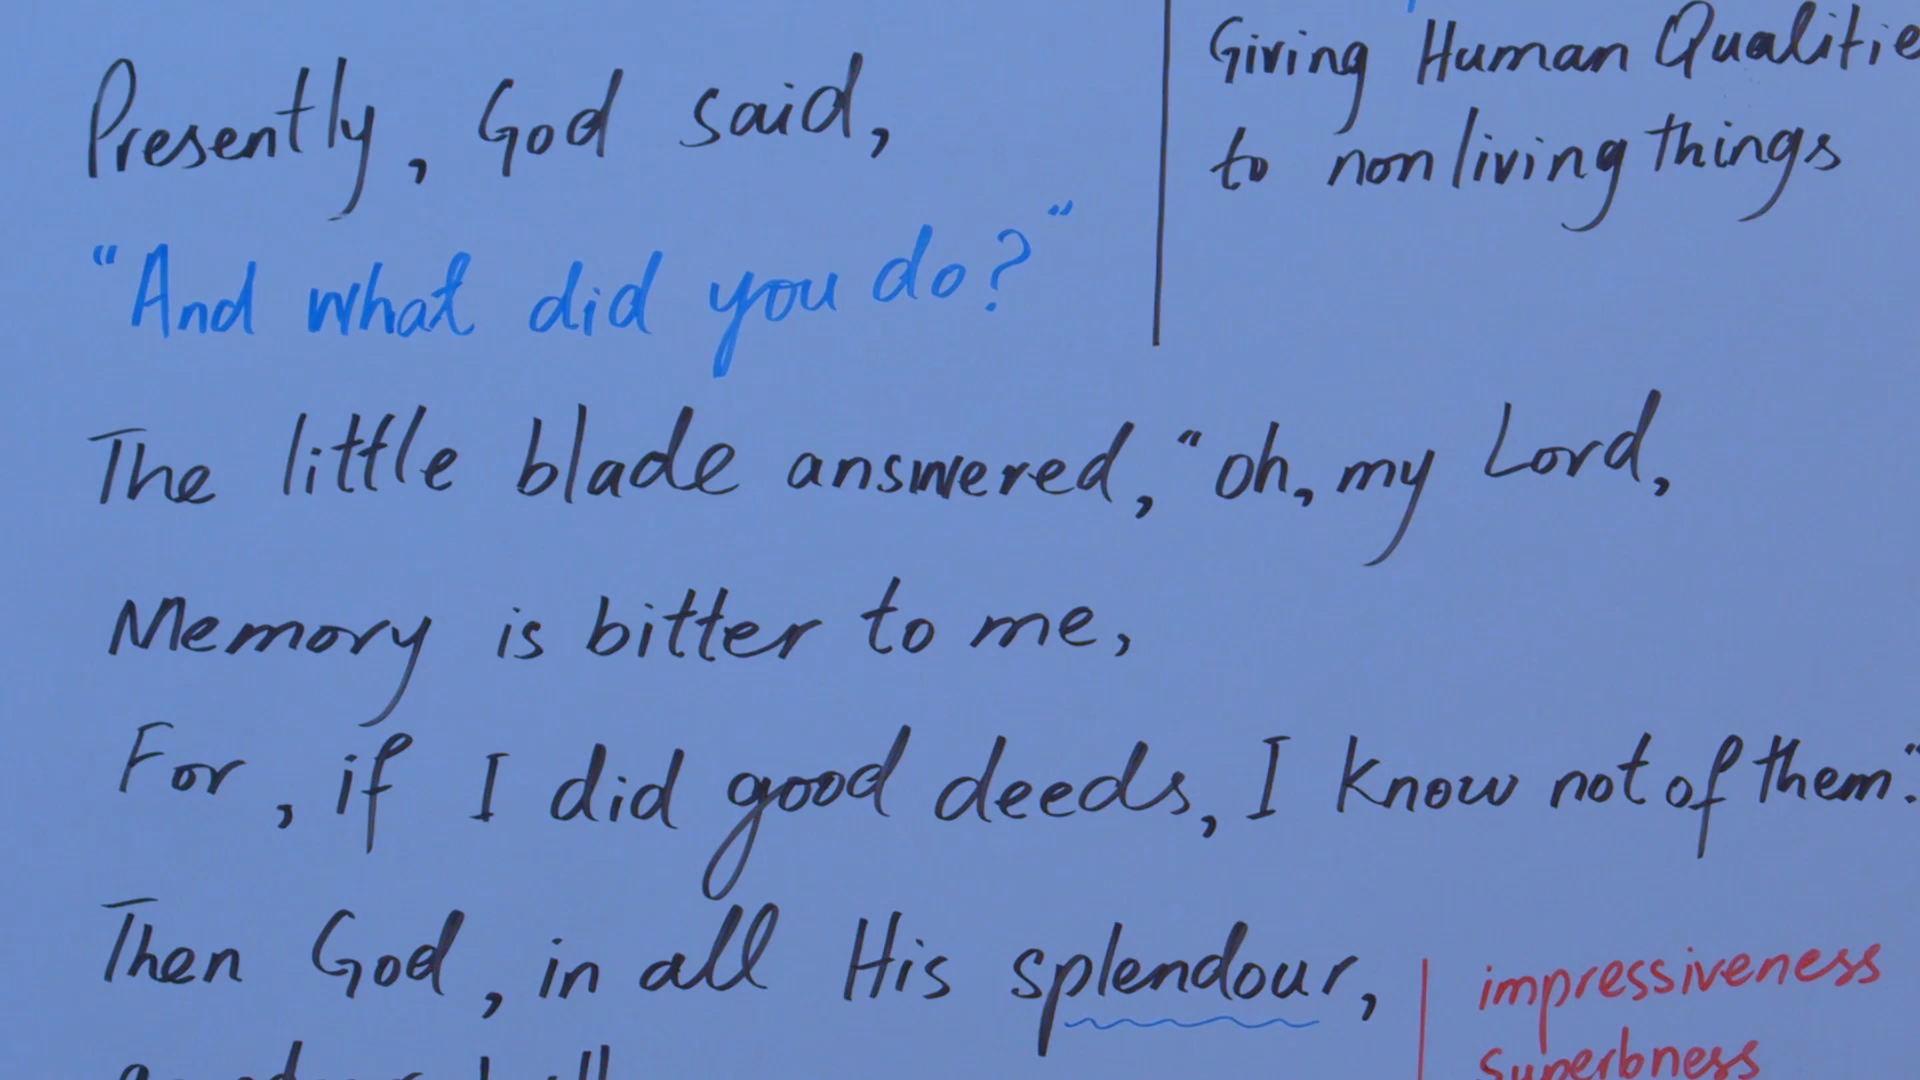 Giving Human Qualitie
to nonliving things
Presently, God said,
"And what did you do?"
The little blade answered, "oh, my Lord,
Memory is bitter to me,
For, if I did good deeds, I know not of them."
Then God, in all His splendour,
impressiveness
Superbness